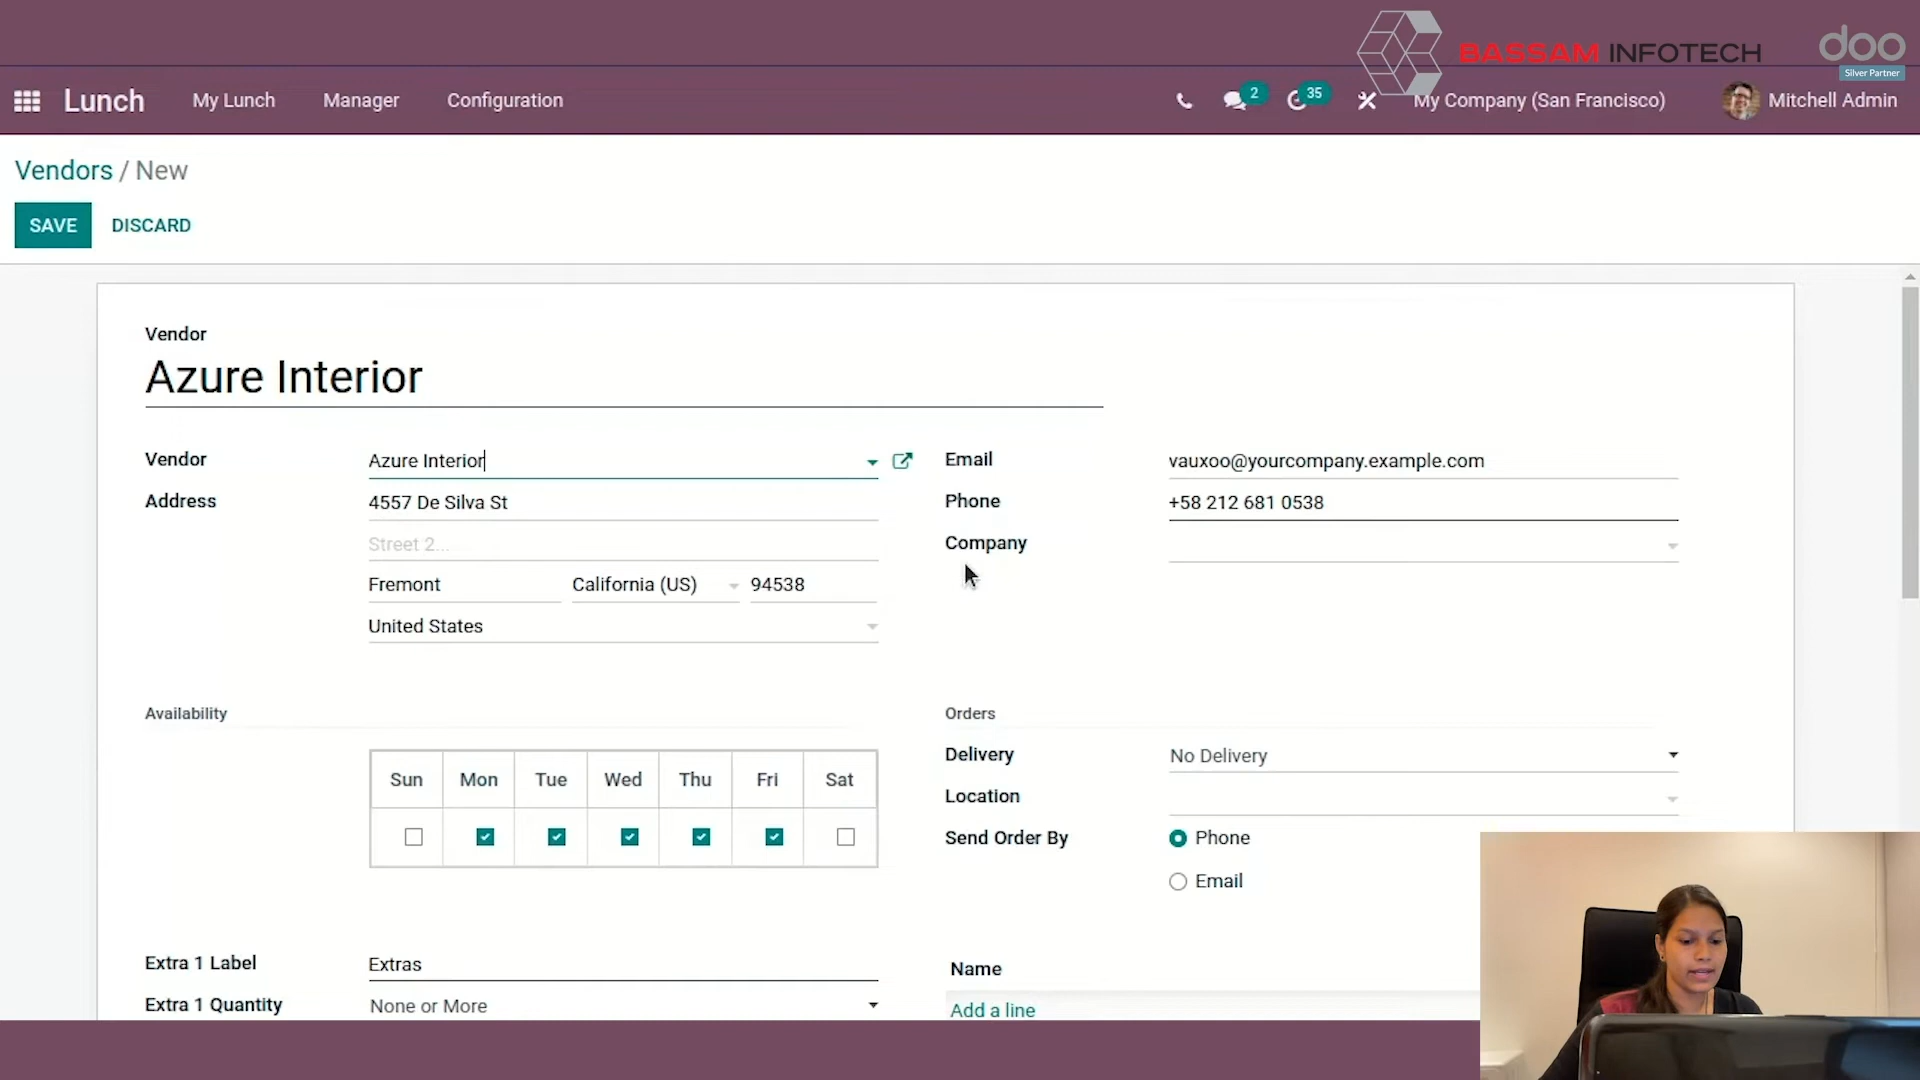 BASSAM INFOTECH
doo
Silver Partner
Lunch My Lunch Manager Configuration 2 35 My Company (San Francisco) Mitchell Admin
Vendors / New
SAVE DISCARD
Vendor
Azure Interior
Vendor Azure Interior Email vauxoo@yourcompany.example.com
Address 4557 De Silva St Phone +58 212 681 0538
Street 2... Company
Fremont California (US) 94538
United States
Availability Orders
Delivery No Delivery
Sun Mon Tue Wed Thu Fri Sat
Location
Send Order By Phone
Email
Extra 1 Label Extras Name
Extra 1 Quantity None or More Add a line